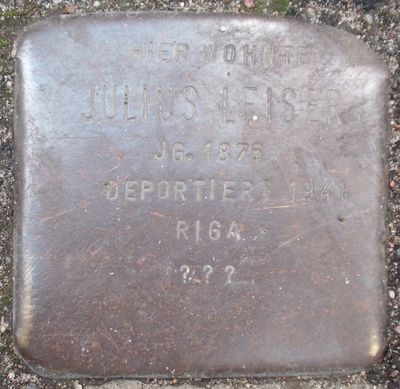 HIER WOHNTE
JULIUS LEISER
JG. 1876
DEPORTIERT 1941
RIGA
???